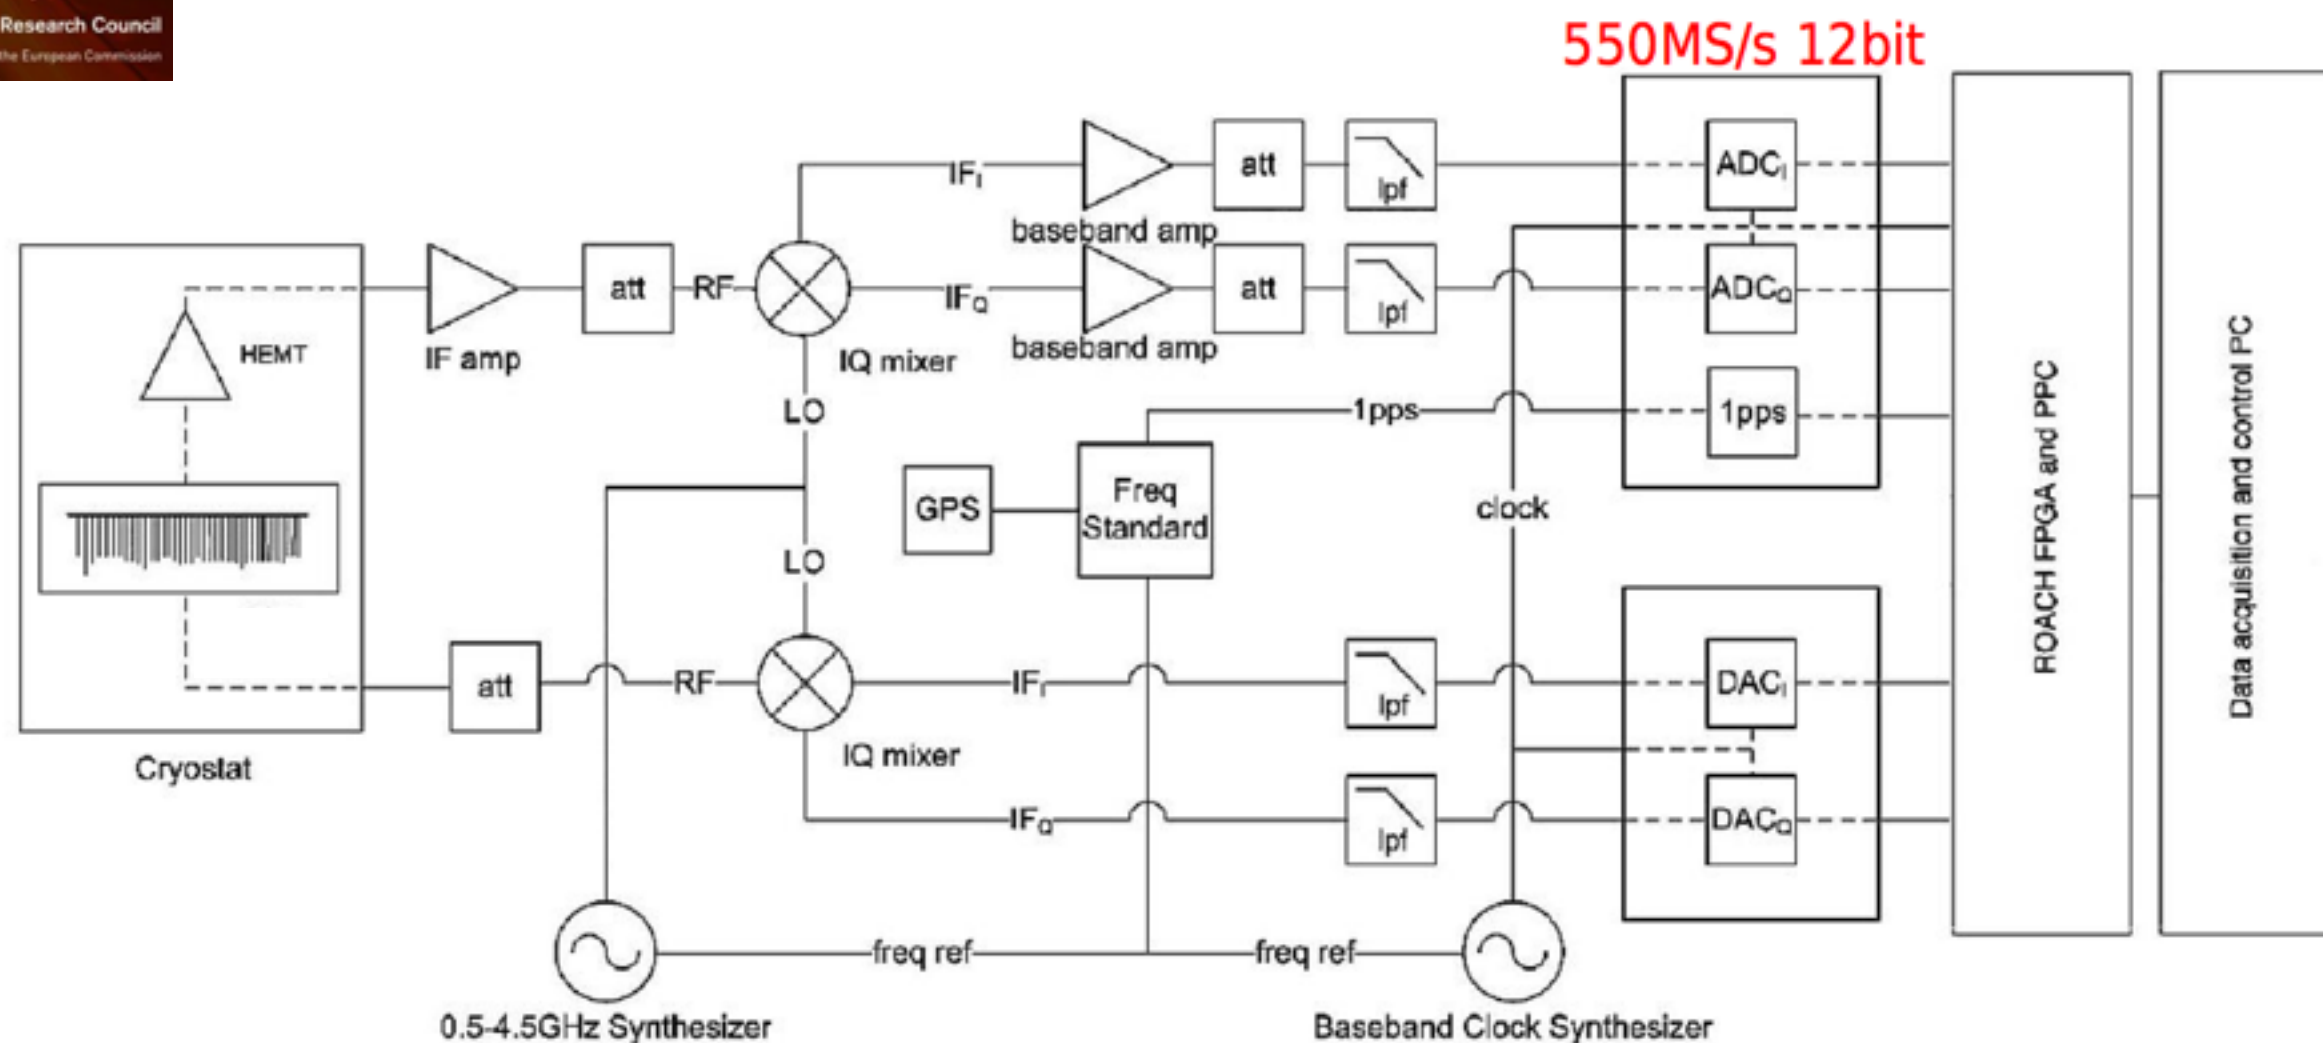 Research Council
the European Commission
550MS/s 12bit
IF_I
baseband amp
att
lpf
ADC_I
HEMT
IF amp
att
RF
IQ mixer
IF_Q
baseband amp
att
lpf
ADC_Q
LO
1pps
1pps
GPS
Freq
Standard
clock
LO
ROACH FPGA and PPC
Data acquisition and control PC
Cryostat
att
RF
IQ mixer
IF_I
lpf
DAC_I
IF_Q
lpf
DAC_Q
freq ref
freq ref
0.5-4.5GHz Synthesizer
Baseband Clock Synthesizer